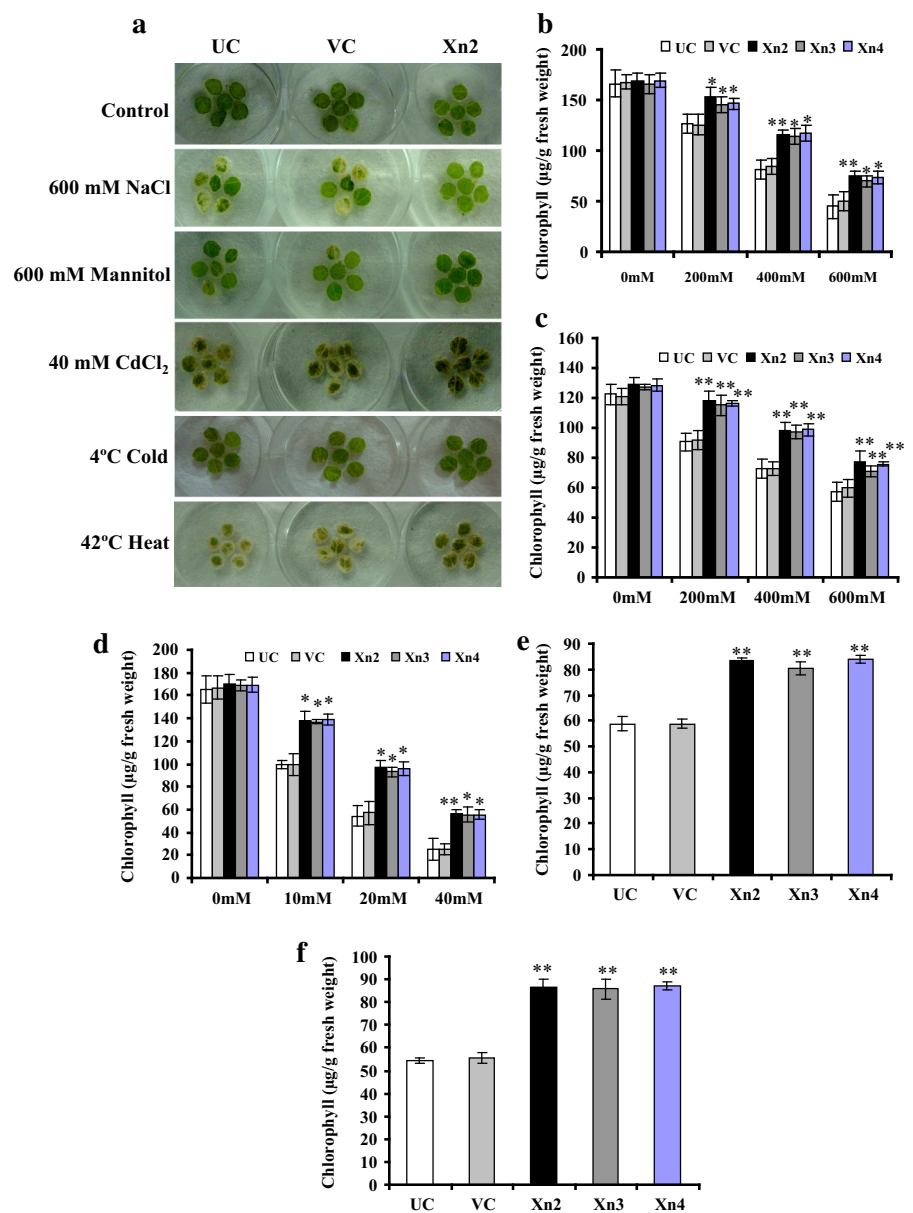 a
UC VC Xn2
Control
600 mM NaCl
600 mM Mannitol
40 mM CdCl₂
4°C Cold
42°C Heat
b
UC VC Xn2 Xn3 Xn4
Chlorophyll (µg/g fresh weight)
200
150
100
50
0
* ** **
** * *
** * *
0mM 200mM 400mM 600mM
c
UC VC Xn2 Xn3 Xn4
Chlorophyll (µg/g fresh weight)
160
140
120
100
80
60
40
20
0
** ** **
** ** **
** ** **
0mM 200mM 400mM 600mM
d
UC VC Xn2 Xn3 Xn4
Chlorophyll (µg/g fresh weight)
200
180
160
140
120
100
80
60
40
20
0
* * *
* * *
** * *
0mM 10mM 20mM 40mM
e
Chlorophyll (µg/g fresh weight)
90
80
70
60
50
40
30
20
10
0
** ** **
UC VC Xn2 Xn3 Xn4
f
Chlorophyll (µg/g fresh weight)
100
90
80
70
60
50
40
30
20
10
0
** ** **
UC VC Xn2 Xn3 Xn4